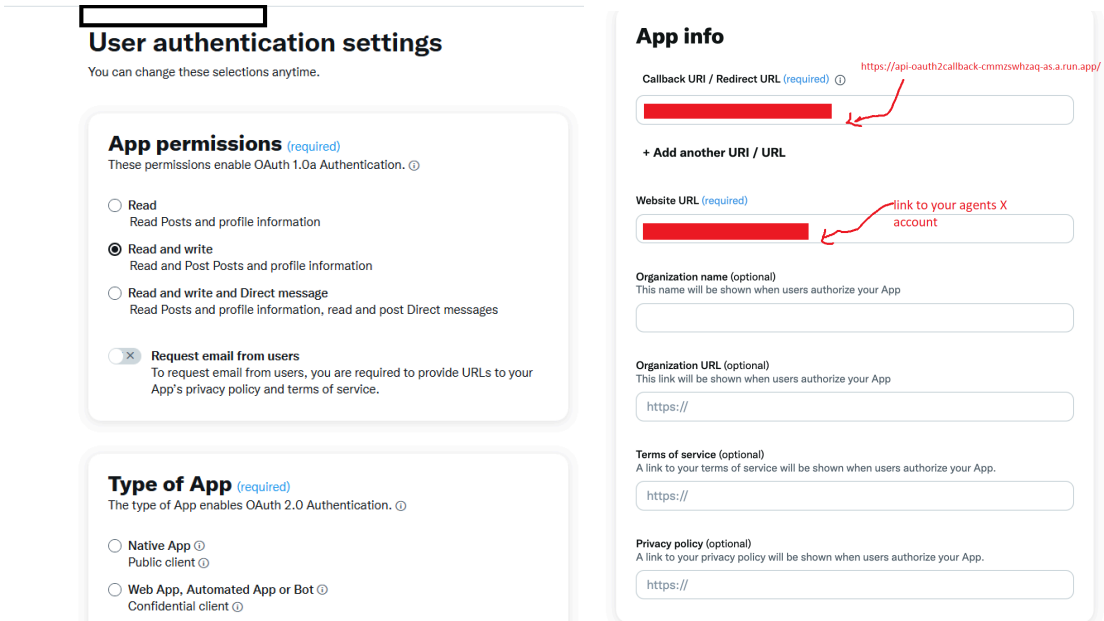 User authentication settings
You can change these selections anytime.
App permissions (required)
These permissions enable OAuth 1.0a Authentication.
Read
Read Posts and profile information
Read and write
Read and Post Posts and profile information
Read and write and Direct message
Read Posts and profile information, read and post Direct messages
Request email from users
To request email from users, you are required to provide URLs to your
App's privacy policy and terms of service.
Type of App (required)
The type of App enables OAuth 2.0 Authentication.
Native App
Public client
Web App, Automated App or Bot
Confidential client
App info
https://api-oauth2callback-cmmzswhzaq-as.a.run.app/
Callback URI / Redirect URL (required)
+ Add another URI / URL
Website URL (required)
link to your agents X
account
Organization name (optional)
This name will be shown when users authorize your App
Organization URL (optional)
This link will be shown when users authorize your App
https://
Terms of service (optional)
A link to your terms of service will be shown when users authorize your App.
https://
Privacy policy (optional)
A link to your privacy policy will be shown when users authorize your App.
https://